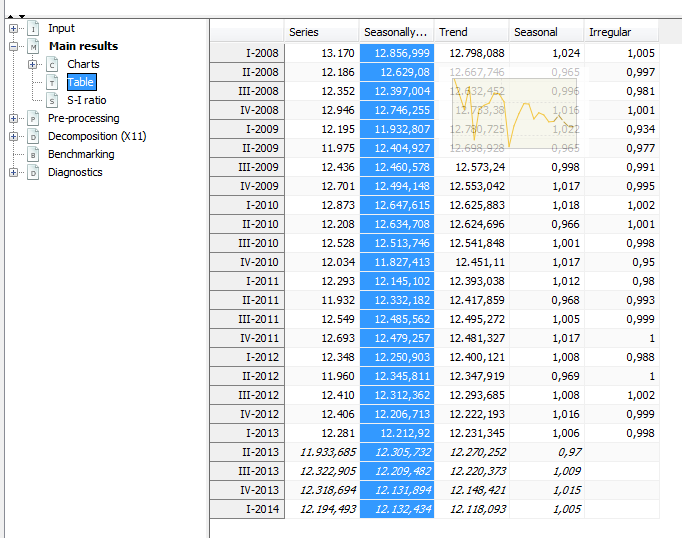 Series Seasonally... Trend Seasonal Irregular
I Input
M Main results
C Charts
T Table
S S-I ratio
P Pre-processing
D Decomposition (X11)
B Benchmarking
D Diagnostics
I-2008 13.170 12.856,999 12.798,088 1,024 1,005
II-2008 12.186 12.629,08 12.667,746 0,965 0,997
III-2008 12.352 12.397,004 12.632,452 0,996 0,981
IV-2008 12.946 12.746,255 12.733,38 1,016 1,001
I-2009 12.195 11.932,807 12.780,725 1,022 0,934
II-2009 11.975 12.404,927 12.698,928 0,965 0,977
III-2009 12.436 12.460,578 12.573,24 0,998 0,991
IV-2009 12.701 12.494,148 12.553,042 1,017 0,995
I-2010 12.873 12.647,615 12.625,883 1,018 1,002
II-2010 12.208 12.634,708 12.624,696 0,966 1,001
III-2010 12.528 12.513,746 12.541,848 1,001 0,998
IV-2010 12.034 11.827,413 12.451,11 1,017 0,95
I-2011 12.293 12.145,102 12.393,038 1,012 0,98
II-2011 11.932 12.332,182 12.417,859 0,968 0,993
III-2011 12.549 12.485,562 12.495,272 1,005 0,999
IV-2011 12.693 12.479,257 12.481,327 1,017 1
I-2012 12.348 12.250,903 12.400,121 1,008 0,988
II-2012 11.960 12.345,811 12.347,919 0,969 1
III-2012 12.410 12.312,362 12.293,685 1,008 1,002
IV-2012 12.406 12.206,713 12.222,193 1,016 0,999
I-2013 12.281 12.212,92 12.231,345 1,006 0,998
II-2013 11.933,685 12.305,732 12.270,252 0,97
III-2013 12.322,905 12.209,482 12.220,373 1,009
IV-2013 12.318,694 12.131,894 12.148,421 1,015
I-2014 12.194,493 12.132,434 12.118,093 1,005